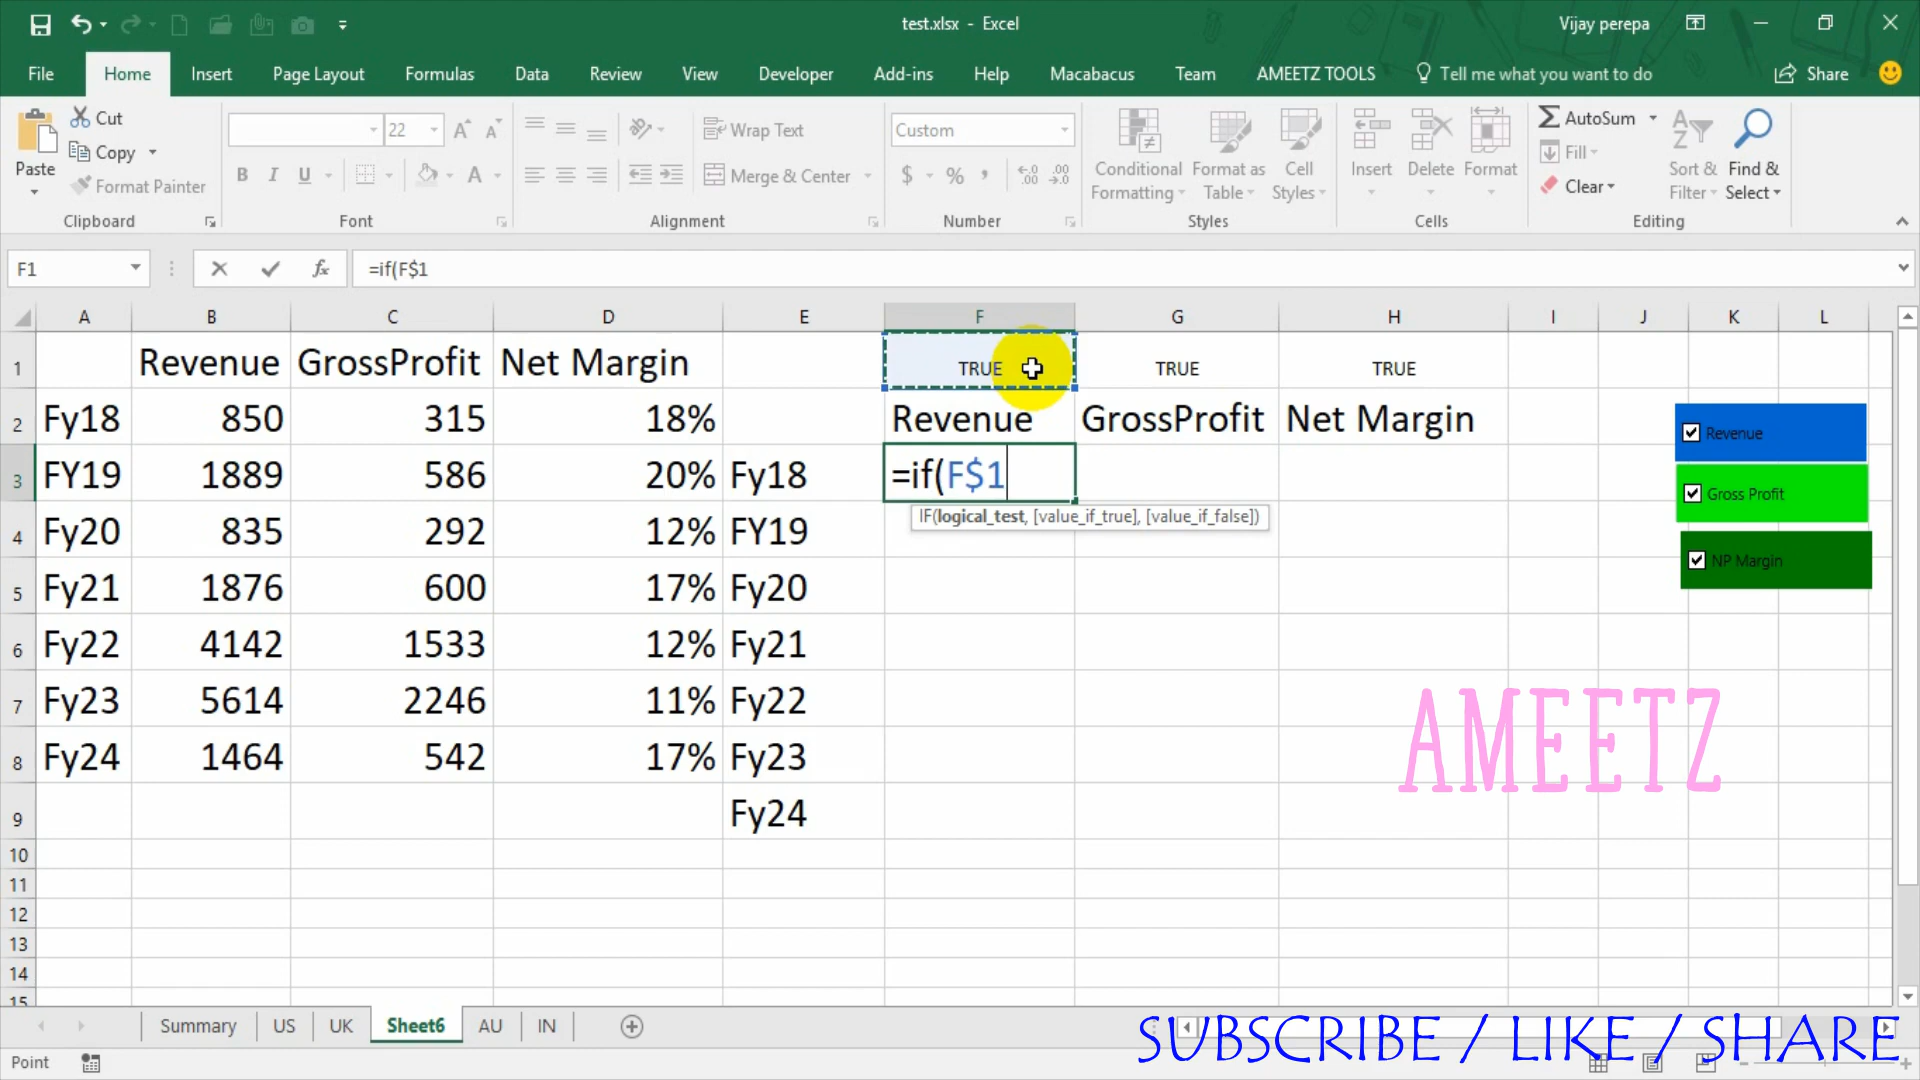 test.xlsx - Excel
Vijay perepa
File Home Insert Page Layout Formulas Data Review View Developer Add-ins Help Macabacus Team AMEETZ TOOLS Tell me what you want to do Share
Paste
Cut
Copy
Format Painter
22
B I U
Wrap Text
Merge & Center
Custom
$ % ,
Conditional Formatting
Format as Table
Cell Styles
Insert
Delete
Format
AutoSum
Fill
Clear
Sort & Filter
Find & Select
Clipboard Font Alignment Number Styles Cells Editing
F1 fx =if(F$1
A B C D E F G H I J K L
1 Revenue GrossProfit Net Margin TRUE TRUE TRUE
2 Fy18 850 315 18% Revenue GrossProfit Net Margin
3 FY19 1889 586 20% Fy18 =if(F$1
IF(logical_test, [value_if_true], [value_if_false])
4 Fy20 835 292 12% FY19
5 Fy21 1876 600 17% Fy20
6 Fy22 4142 1533 12% Fy21
7 Fy23 5614 2246 11% Fy22
8 Fy24 1464 542 17% Fy23
9 Fy24
10
11
12
13
14
15
Revenue
Gross Profit
NP Margin
AMEETZ
Summary US UK Sheet6 AU IN
SUBSCRIBE / LIKE / SHARE
Point